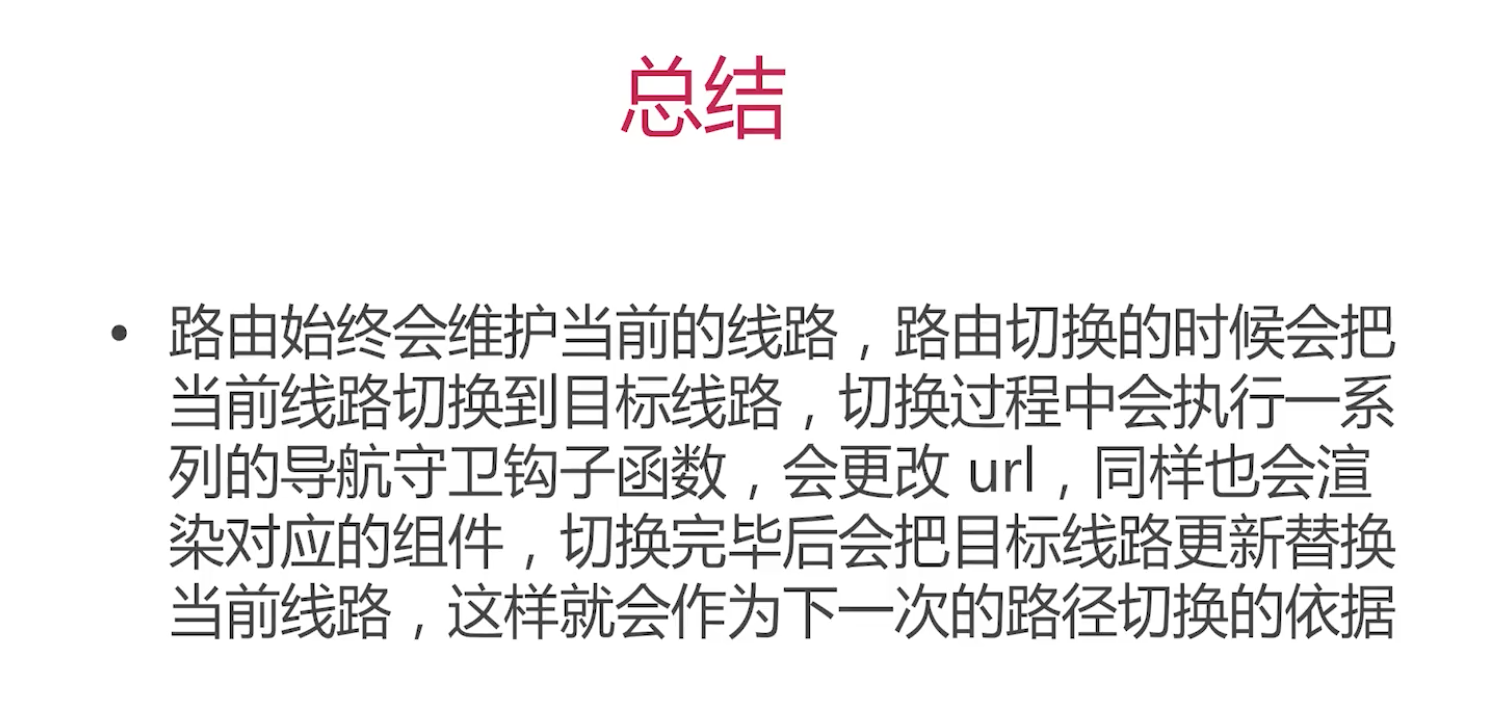 总结
• 路由始终会维护当前的线路，路由切换的时候会把
当前线路切换到目标线路，切换过程中会执行一系
列的导航守卫钩子函数，会更改 url，同样也会渲
染对应的组件，切换完毕后会把目标线路更新替换
当前线路，这样就会作为下一次的路径切换的依据